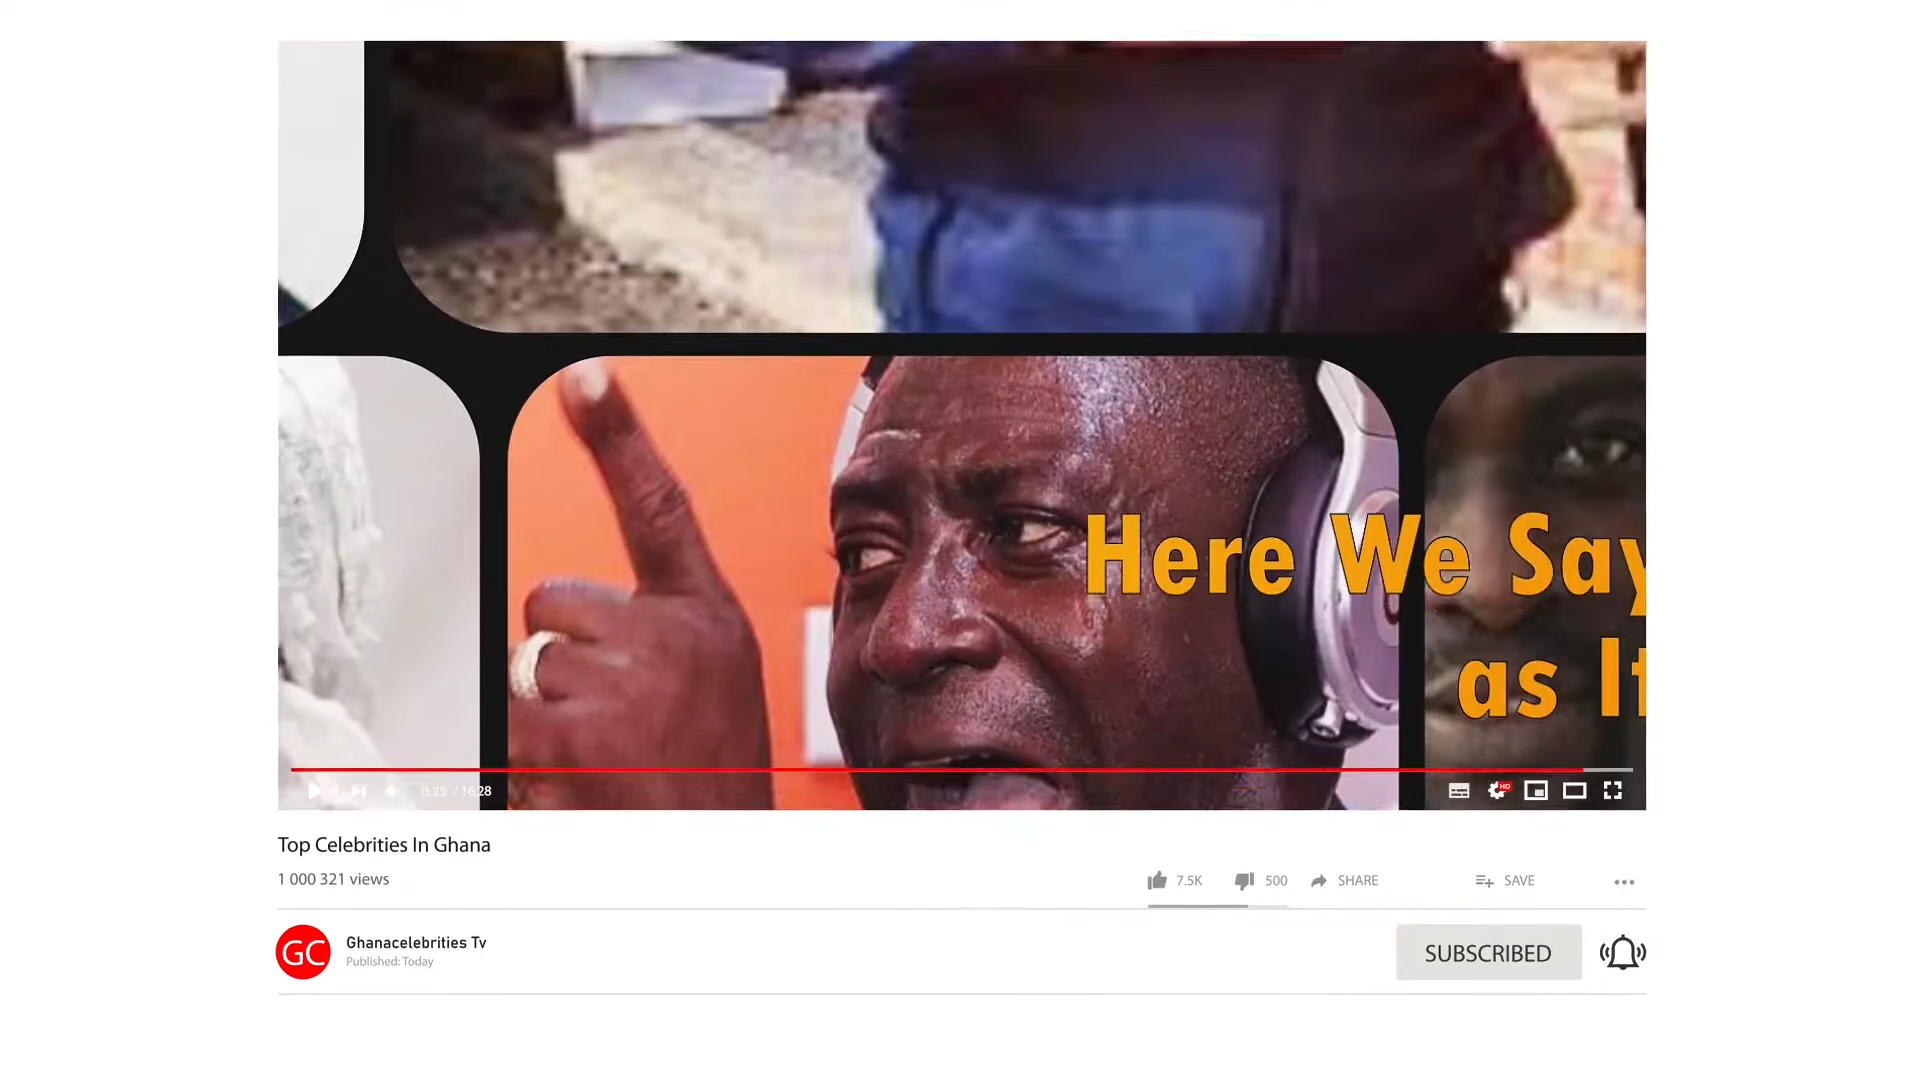 Here We Say
as It
0:25 / 16:28
HD
Top Celebrities In Ghana
1 000 321 views
7.5K
500
SHARE
SAVE
GC
Ghanacelebrities Tv
Published: Today
SUBSCRIBED